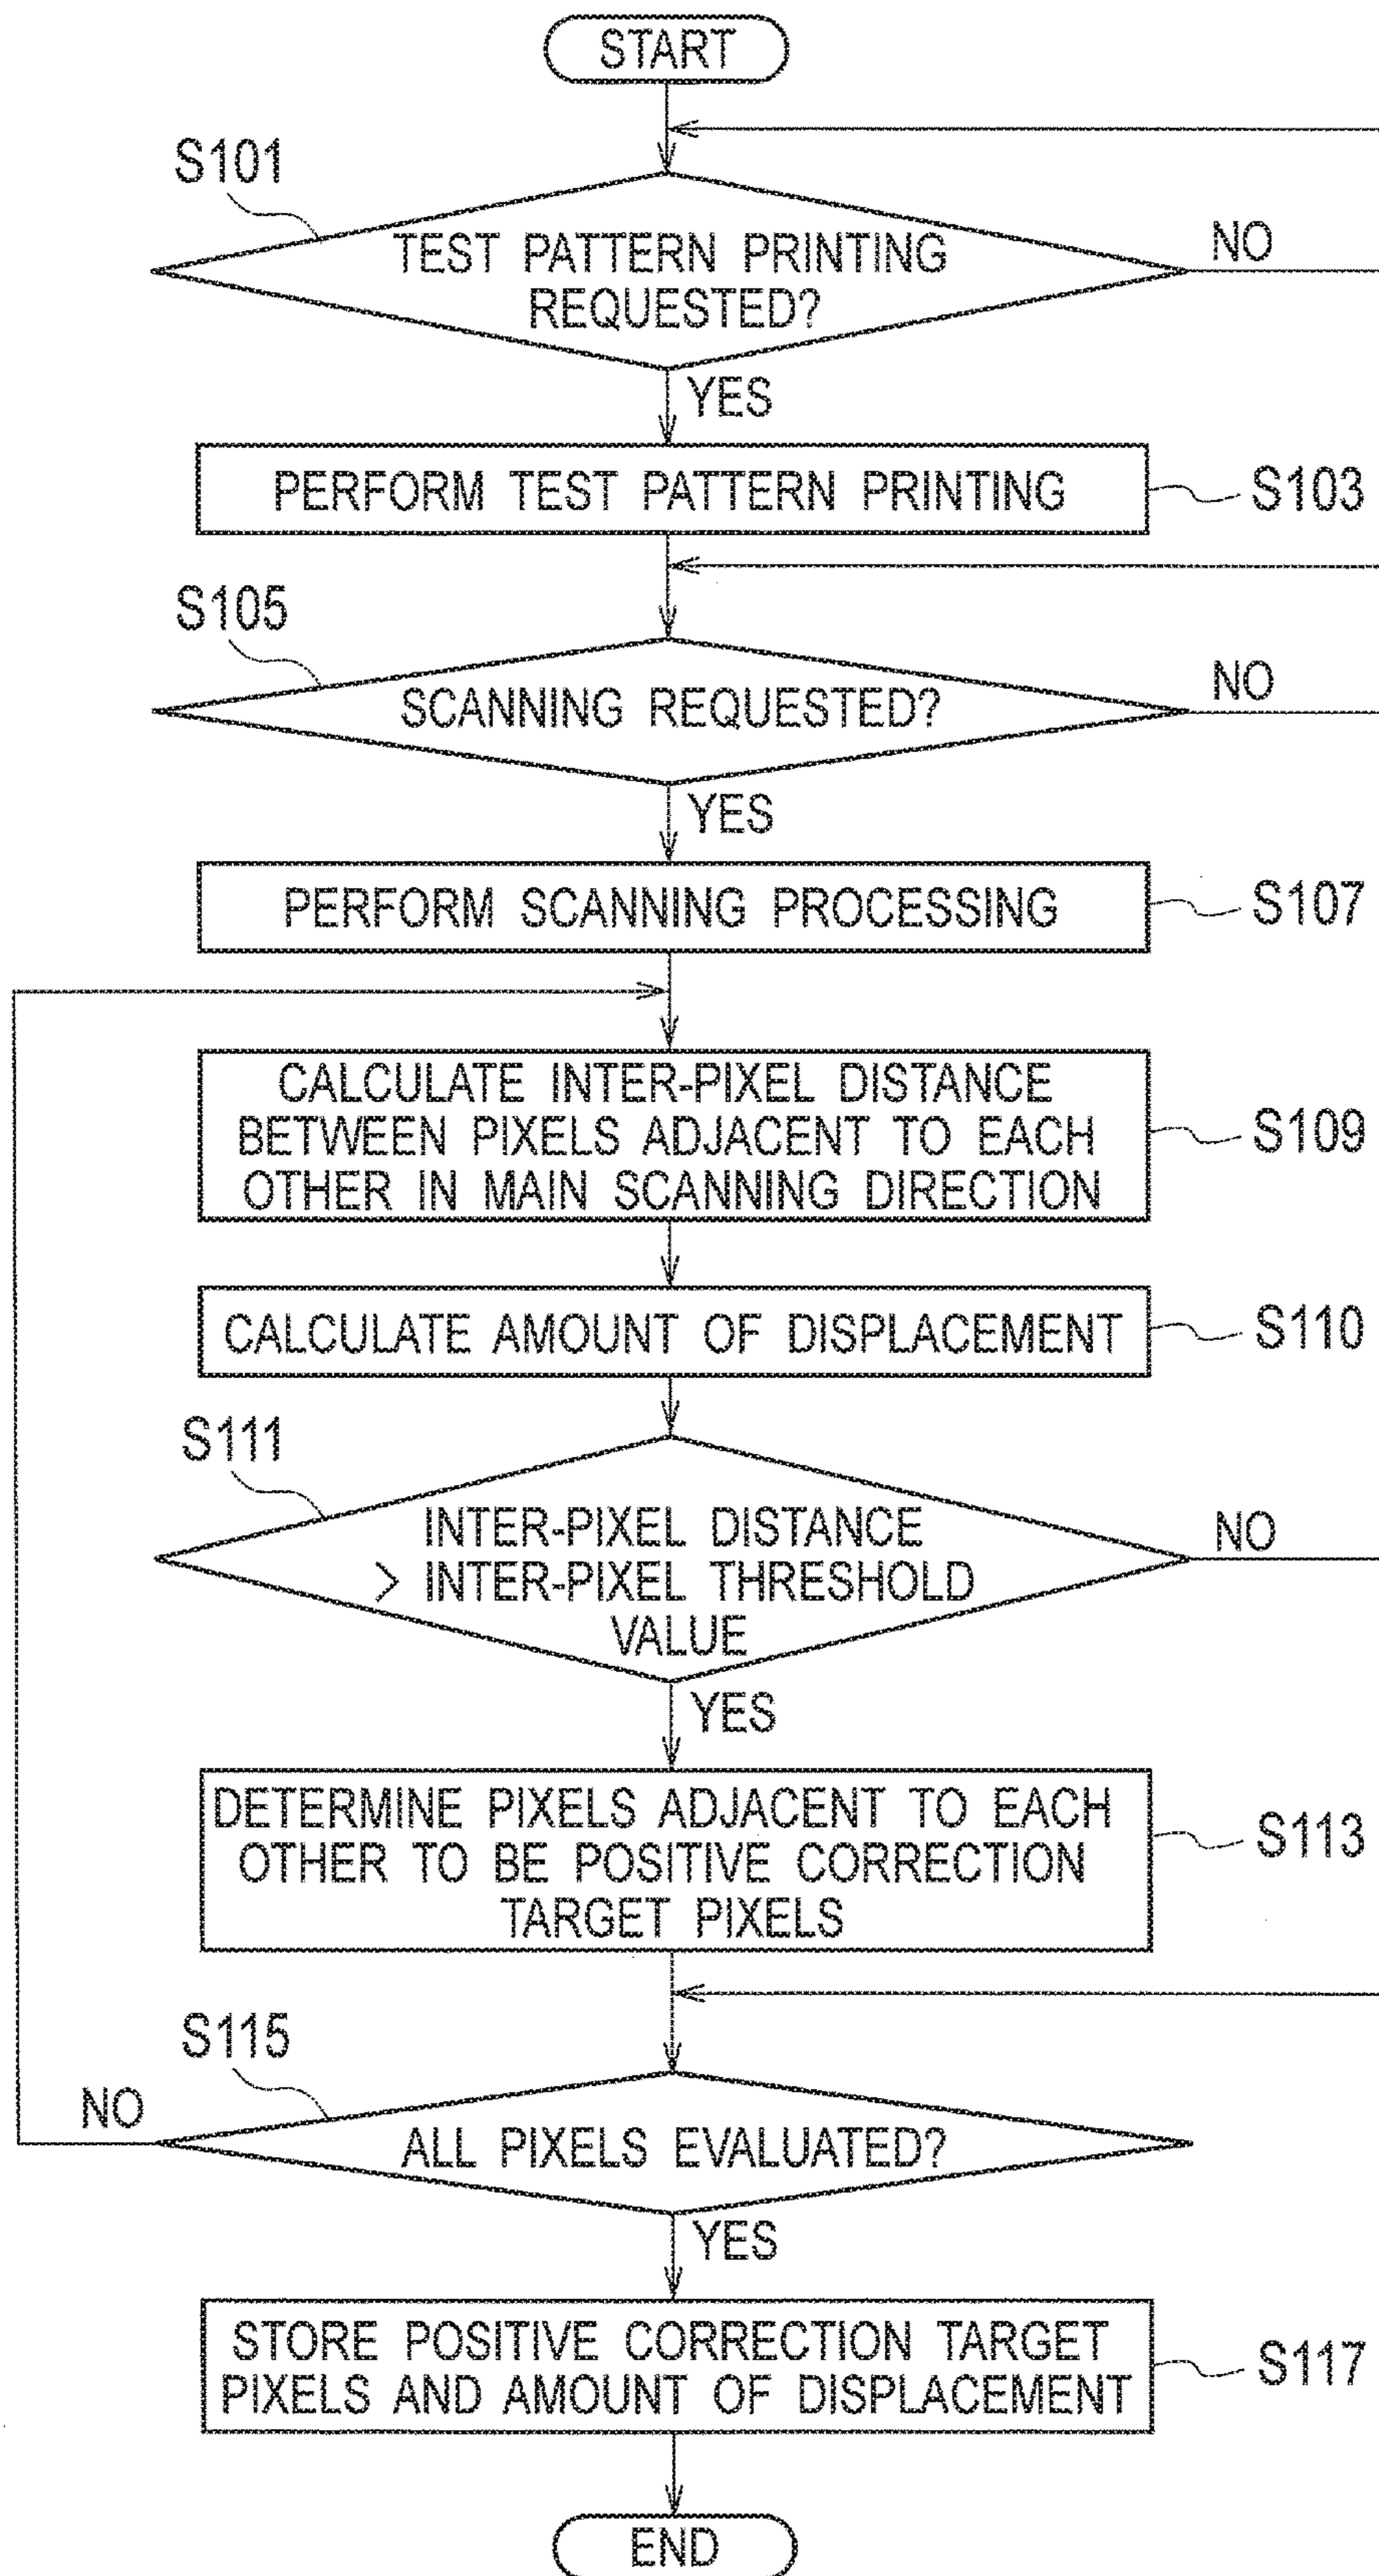 START
S101
TEST PATTERN PRINTING
REQUESTED?
NO
YES
PERFORM TEST PATTERN PRINTING
S103
S105
SCANNING REQUESTED?
NO
YES
PERFORM SCANNING PROCESSING
S107
CALCULATE INTER-PIXEL DISTANCE
BETWEEN PIXELS ADJACENT TO EACH
OTHER IN MAIN SCANNING DIRECTION
S109
CALCULATE AMOUNT OF DISPLACEMENT
S110
S111
INTER-PIXEL DISTANCE
> INTER-PIXEL THRESHOLD
VALUE
NO
YES
DETERMINE PIXELS ADJACENT TO EACH
OTHER TO BE POSITIVE CORRECTION
TARGET PIXELS
S113
S115
NO
ALL PIXELS EVALUATED?
YES
STORE POSITIVE CORRECTION TARGET
PIXELS AND AMOUNT OF DISPLACEMENT
S117
END